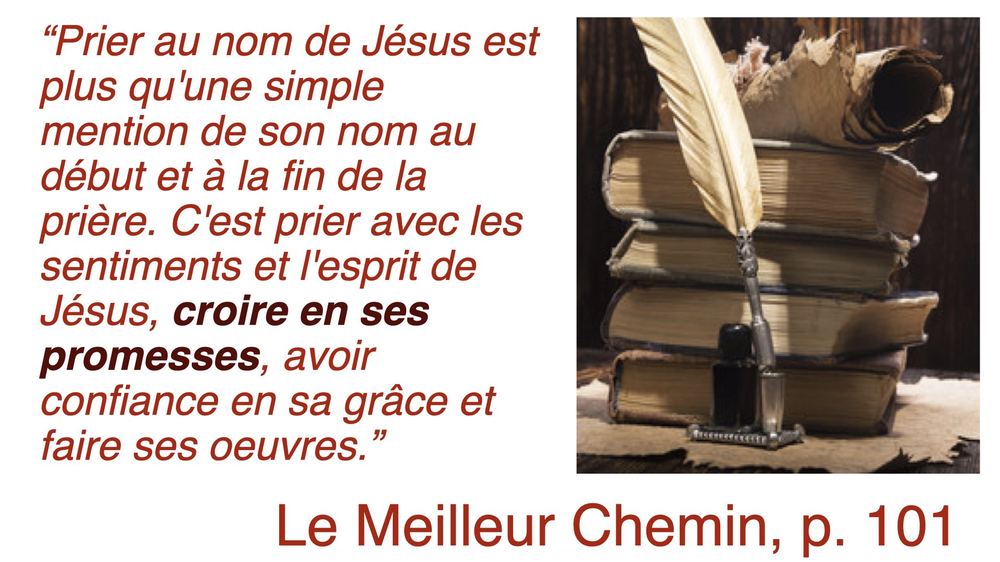 “Prier au nom de Jésus est
plus qu'une simple
mention de son nom au
début et à la fin de la
prière. C'est prier avec les
sentiments et l'esprit de
Jésus, croire en ses
promesses, avoir
confiance en sa grâce et
faire ses oeuvres.”
Le Meilleur Chemin, p. 101